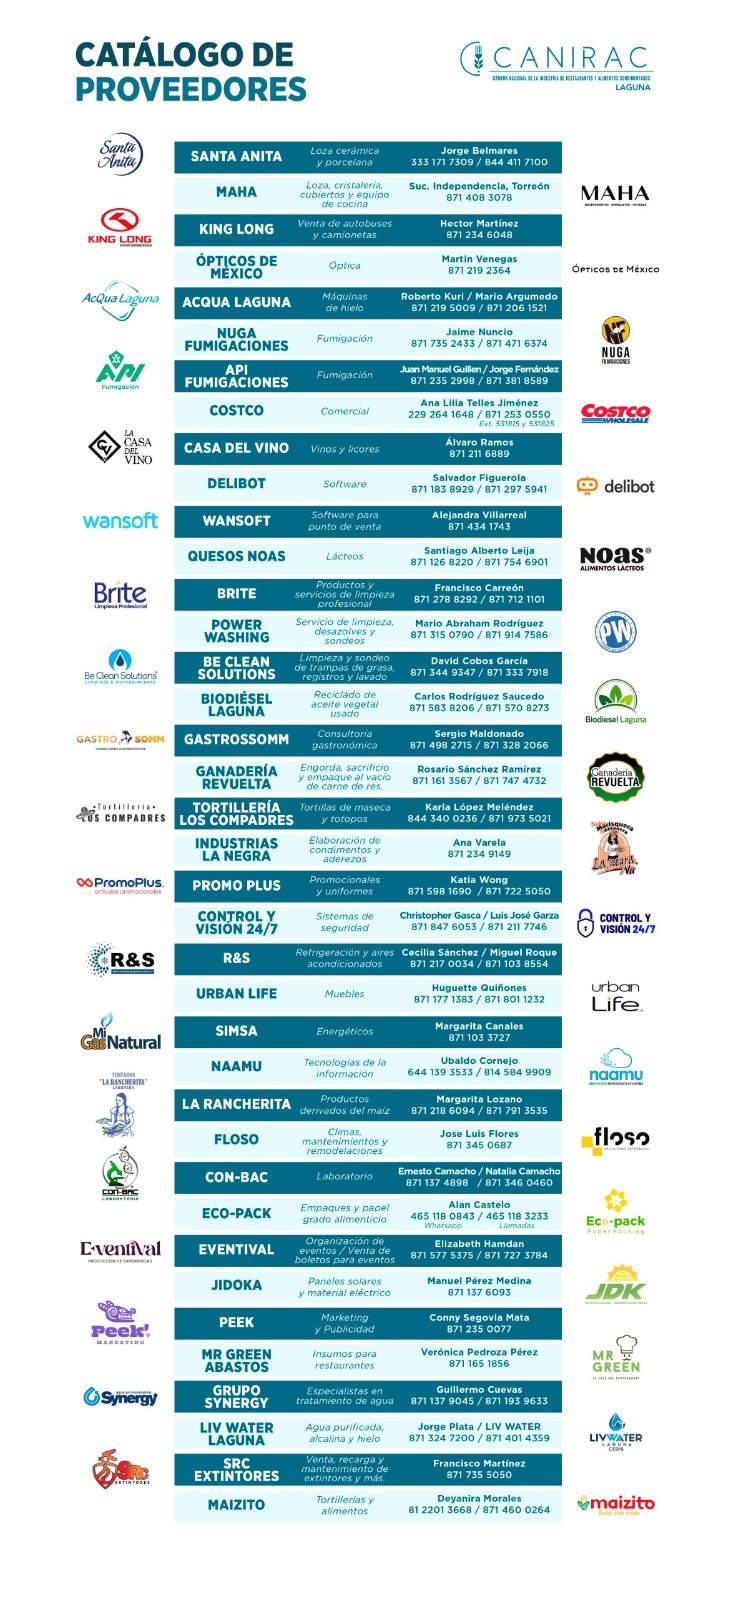 CATÁLOGO DE
PROVEEDORES
CANIRAC
CÁMARA NACIONAL DE LA INDUSTRIA DE RESTAURANTES Y ALIMENTOS CONDIMENTADOS
LAGUNA
Santa
Anita
SANTA ANITA
Loza cerámica
y porcelana
Jorge Belmares
333 171 7309 / 844 411 7100
MAHA
Loza, cristalería,
cubiertos y equipo
de cocina
Suc. Independencia, Torreón
871 408 3078
MAHA
KING LONG
KING LONG
Venta de autobuses
y camionetas
Hector Martínez
871 234 6048
ÓPTICOS DE
MÉXICO
Óptica
Martin Venegas
871 219 2364
ÓPTICOS DE MÉXICO
AcQua Laguna
ACQUA LAGUNA
Máquinas
de hielo
Roberto Kuri / Mario Argumedo
871 219 5009 / 871 206 1521
NUGA
FUMIGACIONES
Fumigación
Jaime Nuncio
871 735 2433 / 871 471 6374
NUGA
FUMIGACIONES
API
Fumigación
API
FUMIGACIONES
Fumigación
Juan Manuel Guillen / Jorge Fernández
871 235 2998 / 871 381 8589
COSTCO
Comercial
Ana Lilia Telles Jiménez
229 264 1648 / 871 253 0550
Ext. 531815 y 531825
COSTCO
WHOLESALE
LA
CASA
DEL
VINO
CASA DEL VINO
Vinos y licores
Álvaro Ramos
871 211 6889
DELIBOT
Software
Salvador Figuerola
871 183 8929 / 871 297 5941
delibot
wansoft
WANSOFT
Software para
punto de venta
Alejandra Villarreal
871 434 1743
QUESOS NOAS
Lácteos
Santiago Alberto Leija
871 126 8220 / 871 754 6901
NOAS®
ALIMENTOS LÁCTEOS
Brite
Limpieza Profesional
BRITE
Productos y
servicios de limpieza
profesional
Francisco Carreón
871 278 8292 / 871 712 1101
POWER
WASHING
Servicio de limpieza,
desazolves y
sondeos
Mario Abraham Rodríguez
871 315 0790 / 871 914 7586
PW
Be Clean Solutions
Limpieza & Mantenimiento
BE CLEAN
SOLUTIONS
Limpieza y sondeo
de trampas de grasa,
registros y lavado
David Cobos García
871 344 9347 / 871 333 7918
BIODIÉSEL
LAGUNA
Reciclado de
aceite vegetal
usado
Carlos Rodríguez Saucedo
871 583 8206 / 871 570 8273
Biodiesel Laguna
GASTRO SOMM
GASTROSSOMM
Consultoría
gastronómica
Sergio Maldonado
871 498 2715 / 871 328 2066
GANADERÍA
REVUELTA
Engorda, sacrificio
y empaque al vacío
de carne de res.
Rosario Sánchez Ramírez
871 161 3567 / 871 747 4732
Ganadería
REVUELTA
•Tortillería•
LOS COMPADRES
TORTILLERÍA
LOS COMPADRES
Tortillas de maseca
y totopos
Karla López Meléndez
844 340 0236 / 871 973 5021
INDUSTRIAS
LA NEGRA
Elaboración de
condimentos y
aderezos
Ana Varela
871 234 9149
La Negra
PromoPlus.
artículos promocionales
PROMO PLUS
Promocionales
y uniformes
Katia Wong
871 598 1690 / 871 722 5050
CONTROL Y
VISIÓN 24/7
Sistemas de
seguridad
Christopher Gasca / Luis José Garza
871 847 6053 / 871 211 7746
CONTROL Y
VISIÓN 24/7
R&S
R&S
Refrigeración y aires
acondicionados
Cecilia Sánchez / Miguel Roque
871 217 0034 / 871 103 8554
URBAN LIFE
Muebles
Huguette Quiñones
871 177 1383 / 871 801 1232
urban
Life.
Mi
Gas Natural
SIMSA
Energéticos
Margarita Canales
871 103 3727
NAAMU
Tecnologías de la
información
Ubaldo Cornejo
644 139 3533 / 814 584 9909
naamu
TOSTADAS
"LA RANCHERITA"
LA RANCHERITA
Productos
derivados del maíz
Margarita Lozano
871 218 6094 / 871 791 3535
FLOSO
Climas,
mantenimientos y
remodelaciones
Jose Luis Flores
871 345 0687
floso
CON-BAC
LABORATORIO
CON-BAC
Laboratorio
Ernesto Camacho / Natalia Camacho
871 137 4898 / 871 346 0460
ECO-PACK
Empaques y papel
grado alimenticio
Alan Castelo
465 118 0843 / 465 118 3233
Whatsapp Llamadas
Eco-pack
Paper Packing
Eventival
PRODUCCIÓN DE EXPERIENCIAS
EVENTIVAL
Organización de
eventos / Venta de
boletos para eventos
Elizabeth Hamdan
871 577 5375 / 871 727 3784
JIDOKA
Paneles solares
y material eléctrico
Manuel Pérez Medina
871 137 6093
JDK
Peek!
MARKETING
PEEK
Marketing
y Publicidad
Conny Segovia Mata
871 235 0077
MR GREEN
ABASTOS
Insumos para
restaurantes
Verónica Pedroza Pérez
871 165 1856
MR
GREEN
Synergy
GRUPO
SYNERGY
Especialistas en
tratamiento de agua
Guillermo Cuevas
871 137 9045 / 871 193 9633
LIV WATER
LAGUNA
Agua purificada,
alcalina y hielo
Jorge Plata / LIV WATER
871 324 7200 / 871 401 4359
LIVWATER
LAGUNA
CEDIS
SRC
EXTINTORES
SRC
EXTINTORES
Venta, recarga y
mantenimiento de
extintores y más.
Francisco Martínez
871 735 5050
MAIZITO
Tortillerías y
alimentos
Deyanira Morales
81 2201 3668 / 871 460 0264
maizito
Está con más